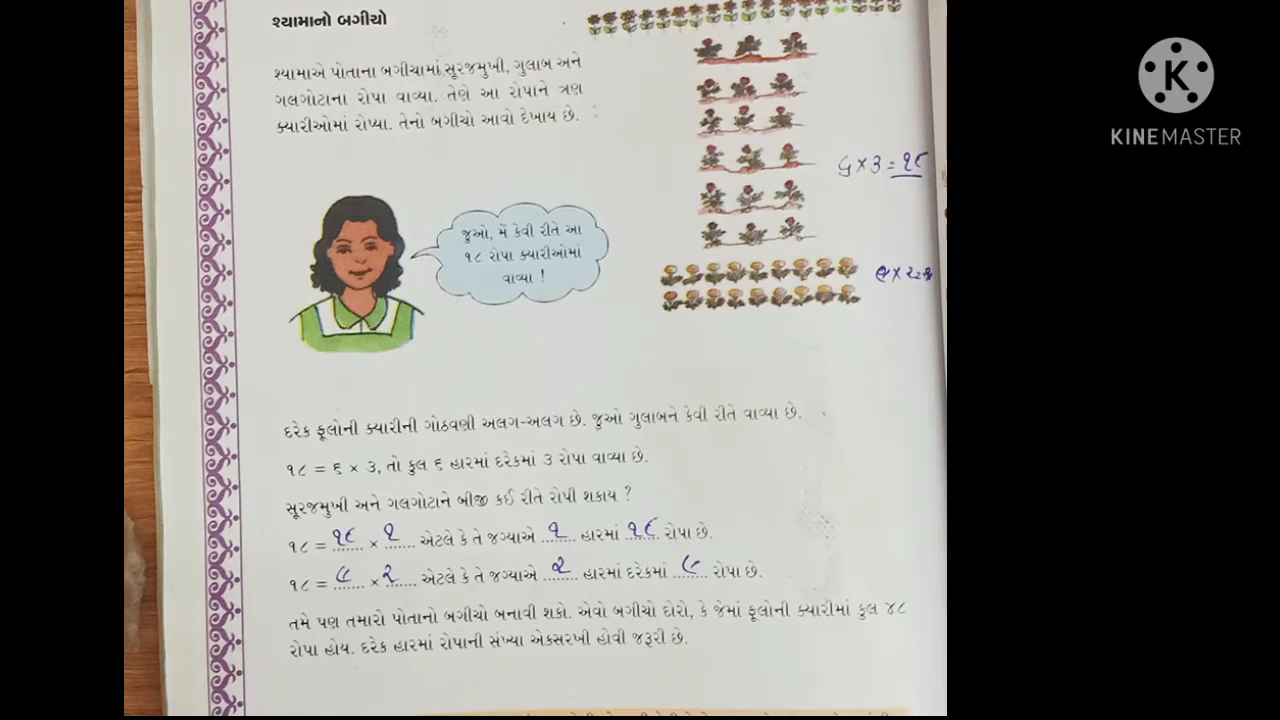 શ્યામાનો બગીચો
શ્યામાએ પોતાના બગીચામાં સૂરજમુખી, ગુલાબ અને
ગલગોટાના રોપા વાવ્યા. તેણે આ રોપાને ત્રણ
ક્યારીઓમાં રોપ્યા. તેનો બગીચો આવો દેખાય છે.
KINEMASTER
૬ × ૩ = ૧૮
જુઓ, મેં કેવી રીતે આ
૧૮ રોપા ક્યારીઓમાં
વાવ્યા !
દરેક ફૂલોની ક્યારીની ગોઠવણી અલગ-અલગ છે. જુઓ ગુલાબને કેવી રીતે વાવ્યા છે.
૧૮ = ૬ × ૩, તો કુલ ૬ હારમાં દરેકમાં ૩ રોપા વાવ્યા છે.
સૂરજમુખી અને ગલગોટાને બીજી કઈ રીતે રોપી શકાય ?
૧૮ = ૧૮ × ૧ એટલે કે તે જગ્યાએ ૧ હારમાં ૧૮ રોપા છે.
૧૮ = ૯ × ૨ એટલે કે તે જગ્યાએ ૨ હારમાં દરેકમાં ૯ રોપા છે.
તમે પણ તમારો પોતાનો બગીચો બનાવી શકો. એવો બગીચો દોરો, કે જેમાં ફૂલોની ક્યારીમાં કુલ ૪૮
રોપા હોય. દરેક હારમાં રોપાની સંખ્યા એકસરખી હોવી જરૂરી છે.